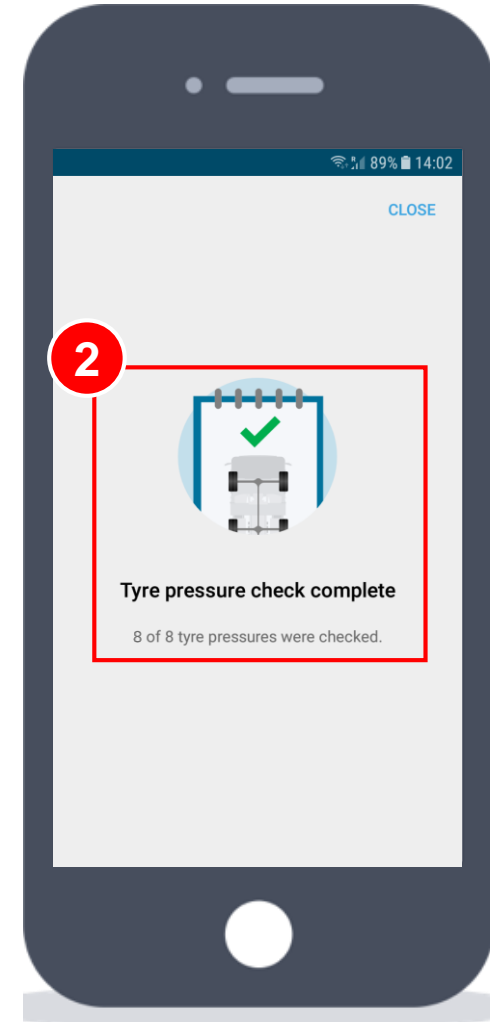 89% 14:02
CLOSE
2
Tyre pressure check complete
8 of 8 tyre pressures were checked.